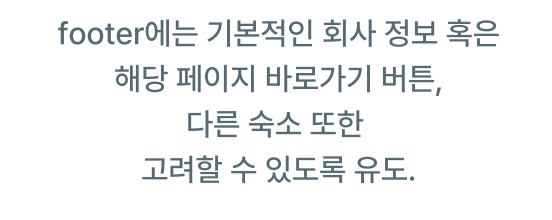 footer에는 기본적인 회사 정보 혹은
해당 페이지 바로가기 버튼,
다른 숙소 또한
고려할 수 있도록 유도.